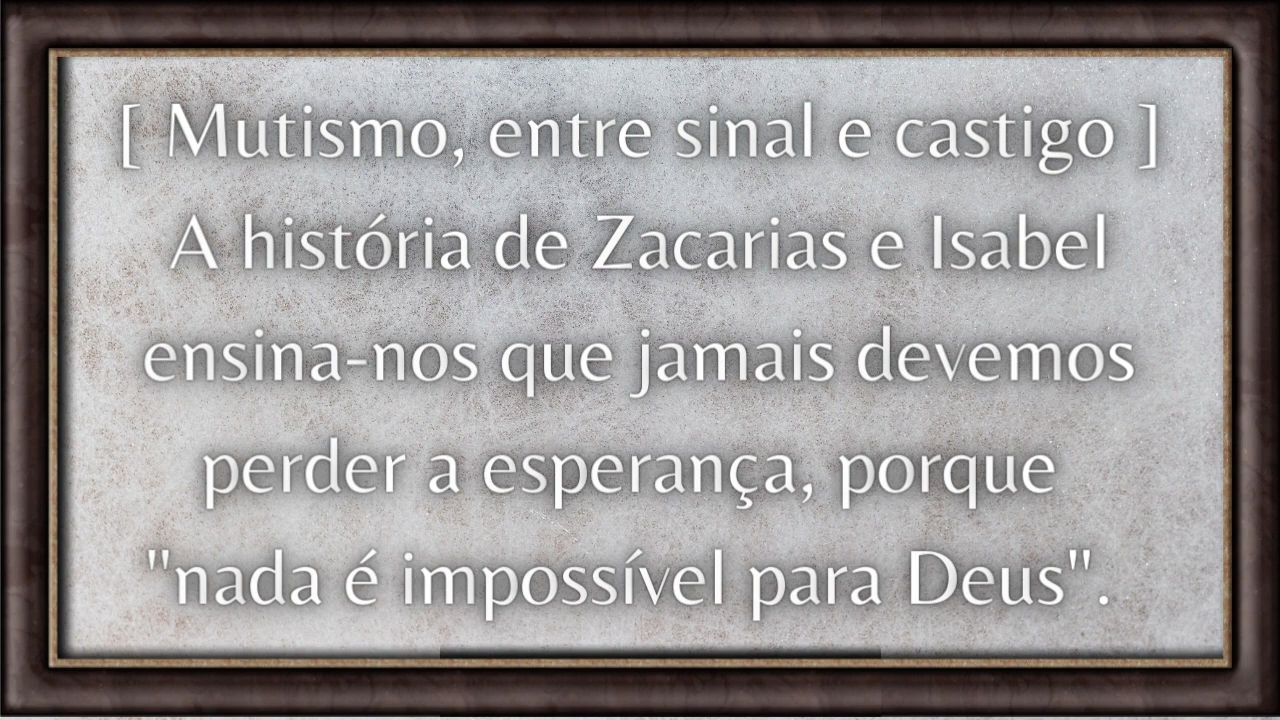 [ Mutismo, entre sinal e castigo ]
A história de Zacarias e Isabel
ensina-nos que jamais devemos
perder a esperança, porque
"nada é impossível para Deus".